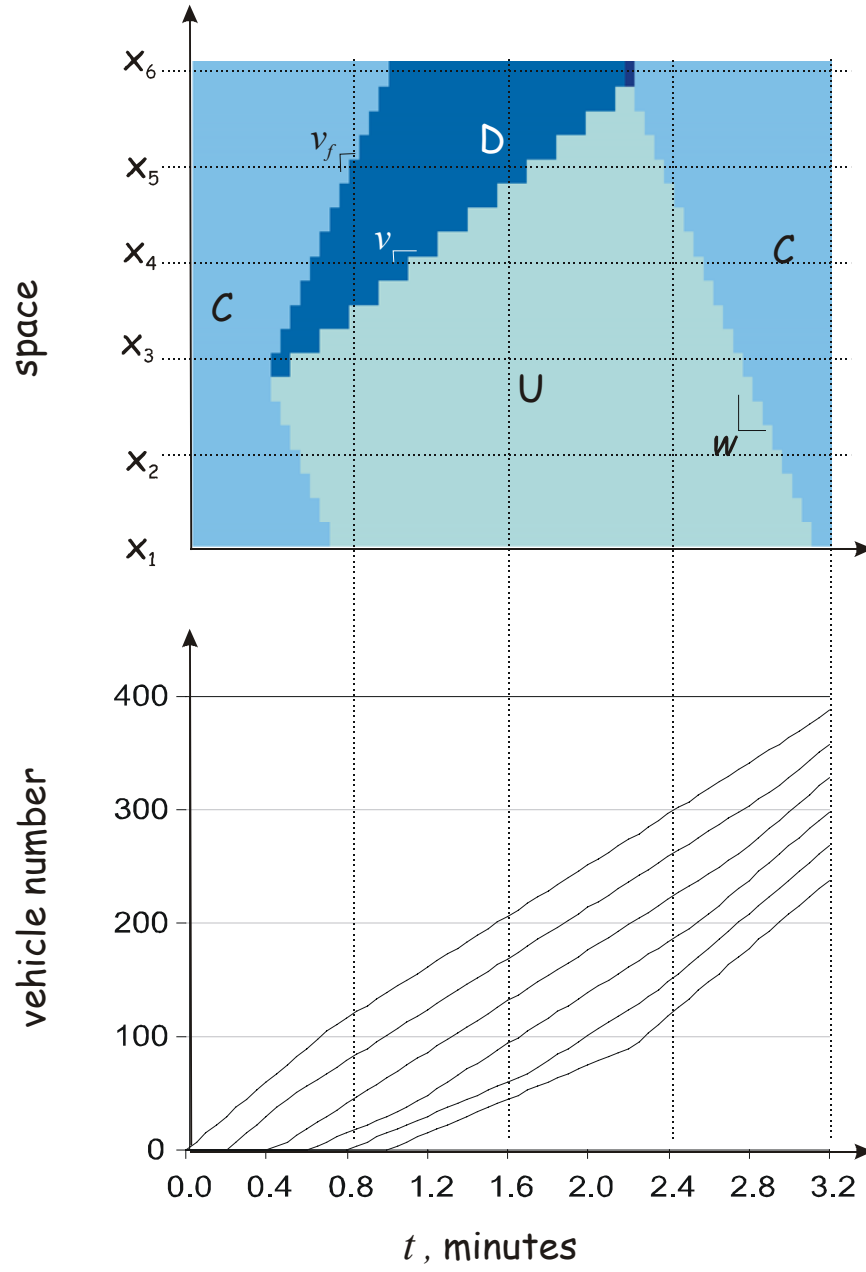 space
x₆
x₅
x₄
x₃
x₂
x₁
v_f
D
v
C
C
U
w
vehicle number
400
300
200
100
0
0.0 0.4 0.8 1.2 1.6 2.0 2.4 2.8 3.2
t , minutes